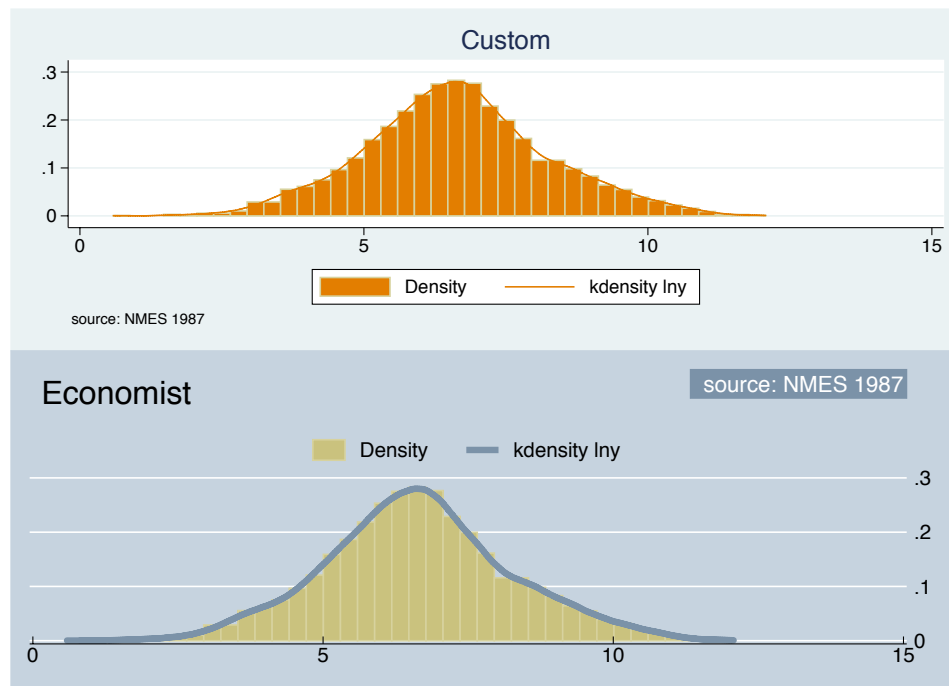 Custom
.3
.2
.1
0
0 5 10 15
Density kdensity lny
source: NMES 1987
Economist
source: NMES 1987
Density kdensity lny
.3
.2
.1
0
0 5 10 15